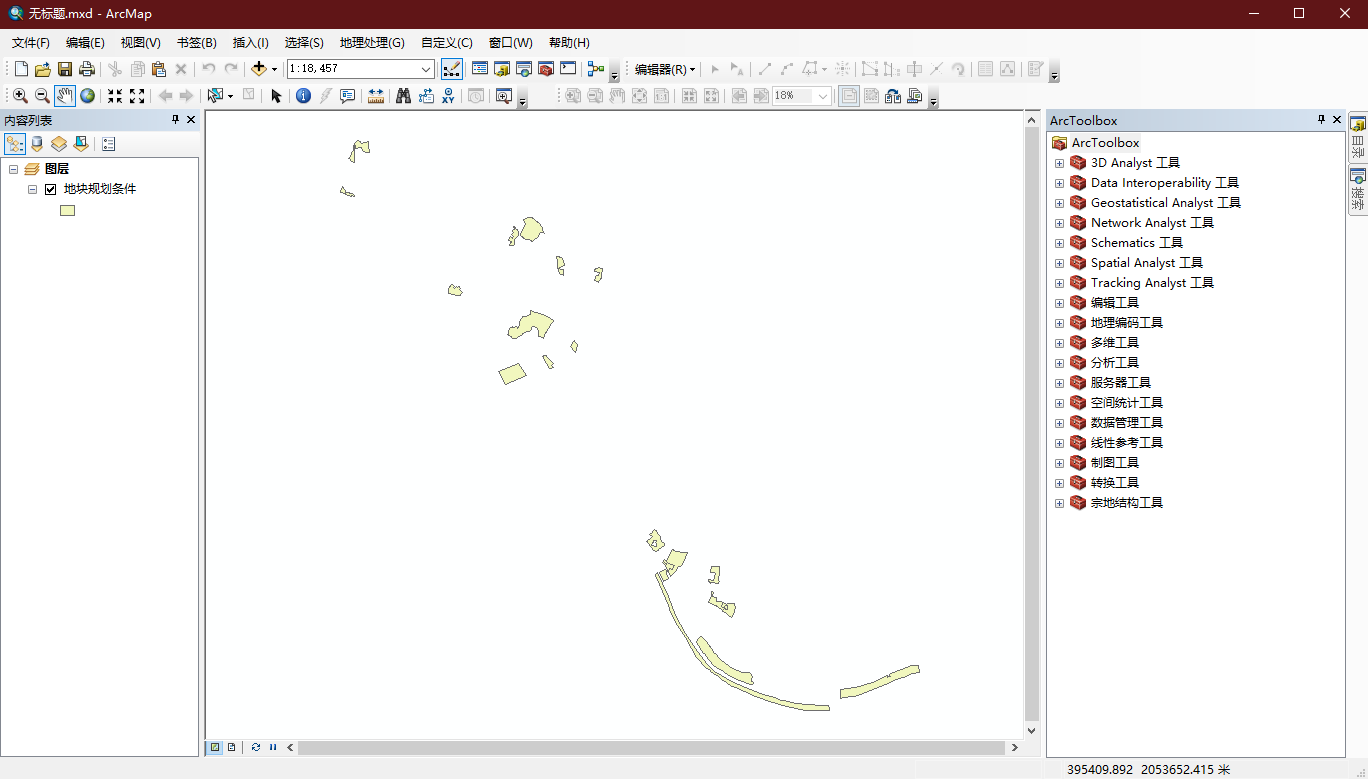 无标题.mxd - ArcMap
文件(F) 编辑(E) 视图(V) 书签(B) 插入(I) 选择(S) 地理处理(G) 自定义(C) 窗口(W) 帮助(H)
1:18,457 编辑器(R)
XY 18%
内容列表
图层
地块规划条件
ArcToolbox
ArcToolbox
3D Analyst 工具
Data Interoperability 工具
Geostatistical Analyst 工具
Network Analyst 工具
Schematics 工具
Spatial Analyst 工具
Tracking Analyst 工具
编辑工具
地理编码工具
多维工具
分析工具
服务器工具
空间统计工具
数据管理工具
线性参考工具
制图工具
转换工具
宗地结构工具
目录
搜索
395409.892 2053652.415 米